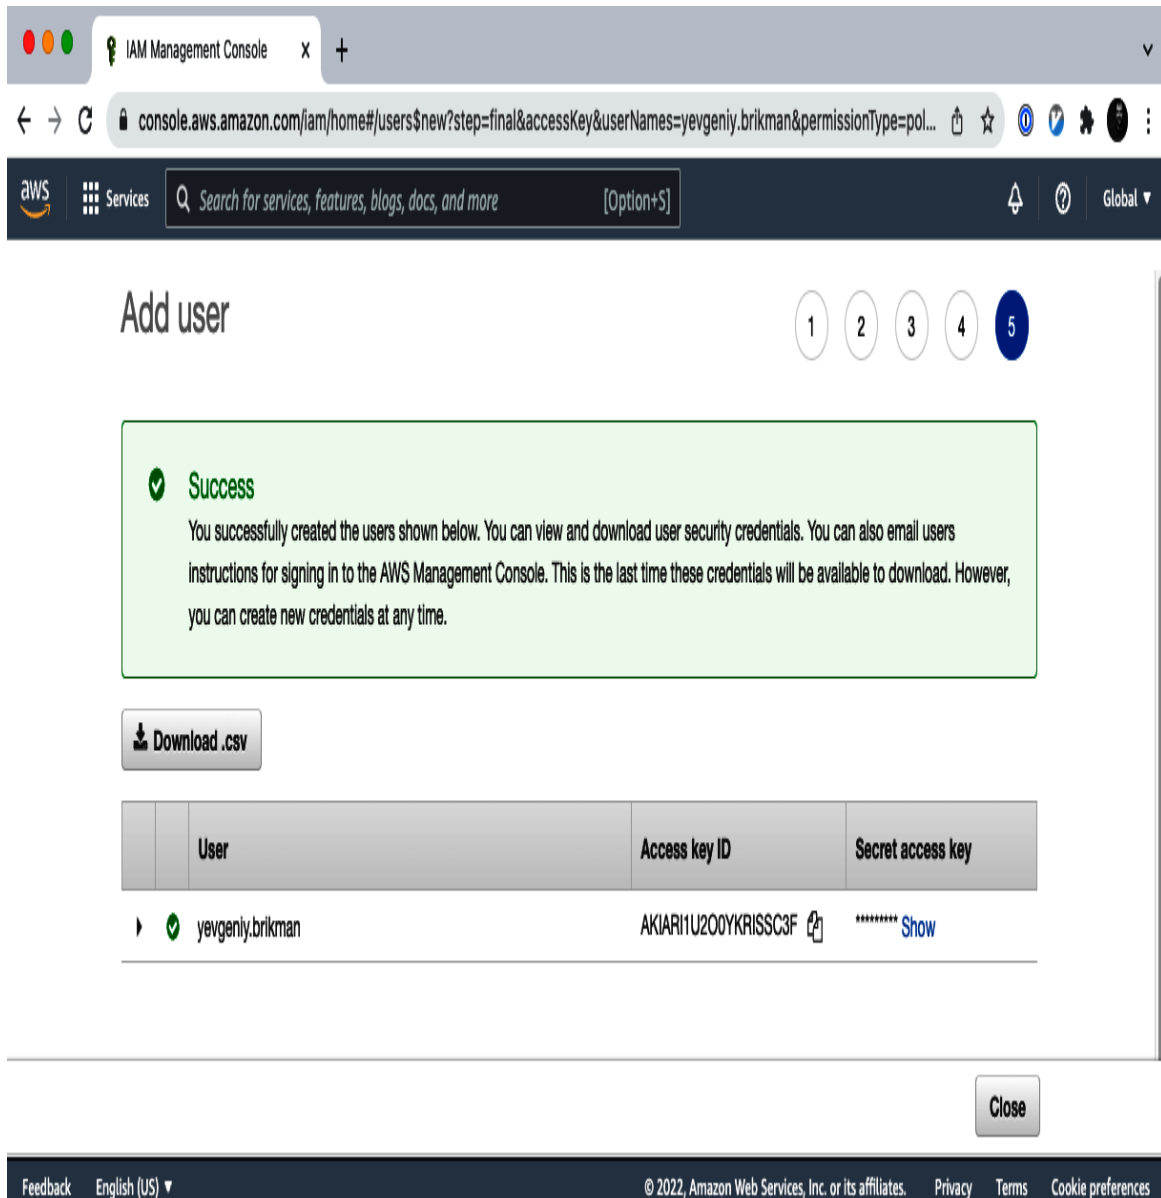 IAM Management Console
console.aws.amazon.com/iam/home#/users$new?step=final&accessKey&userNames=yevgeniy.brikman&permissionType=pol...
aws Services Search for services, features, blogs, docs, and more [Option+S] Global
Add user 1 2 3 4 5
Success
You successfully created the users shown below. You can view and download user security credentials. You can also email users
instructions for signing in to the AWS Management Console. This is the last time these credentials will be available to download. However,
you can create new credentials at any time.
Download .csv
User Access key ID Secret access key
yevgeniy.brikman AKIARI1U2O0YKRISSC3F ********* Show
Close
Feedback English (US) © 2022, Amazon Web Services, Inc. or its affiliates. Privacy Terms Cookie preferences